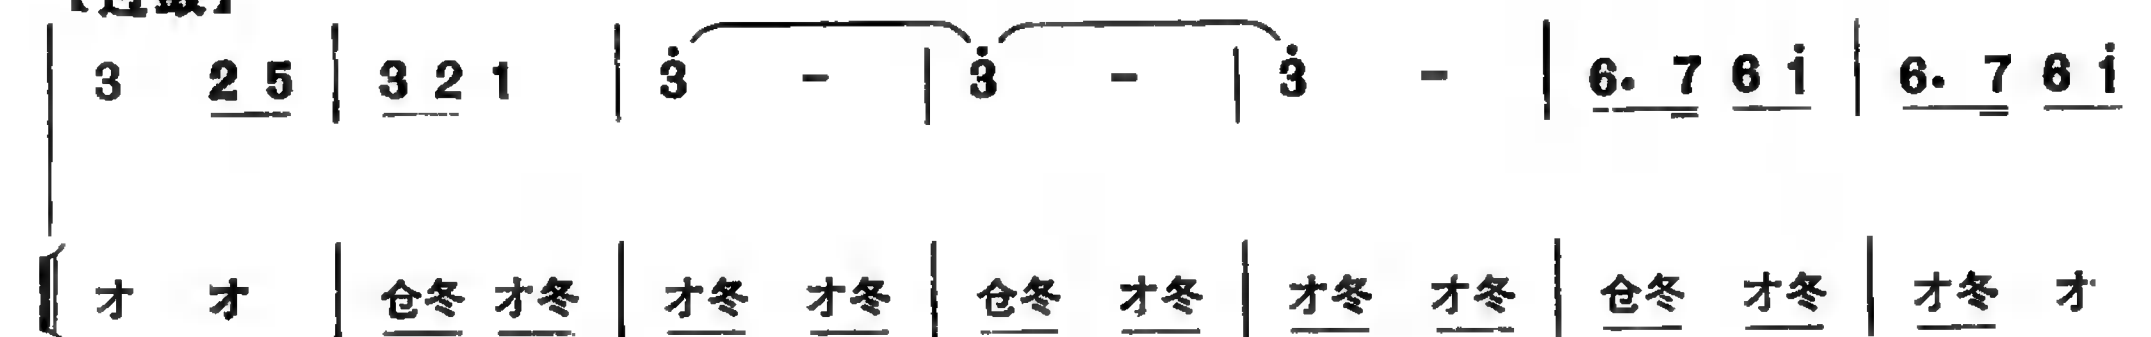 3 2 5 | 3 2 1 | 3̇ - | 3̇ - | 3̇ - | 6. 7 6 1̇ | 6. 7 6 1̇
才 才 | 仓冬 才冬 | 才冬 才冬 | 仓冬 才冬 | 才冬 才冬 | 仓冬 才冬 | 才冬 才